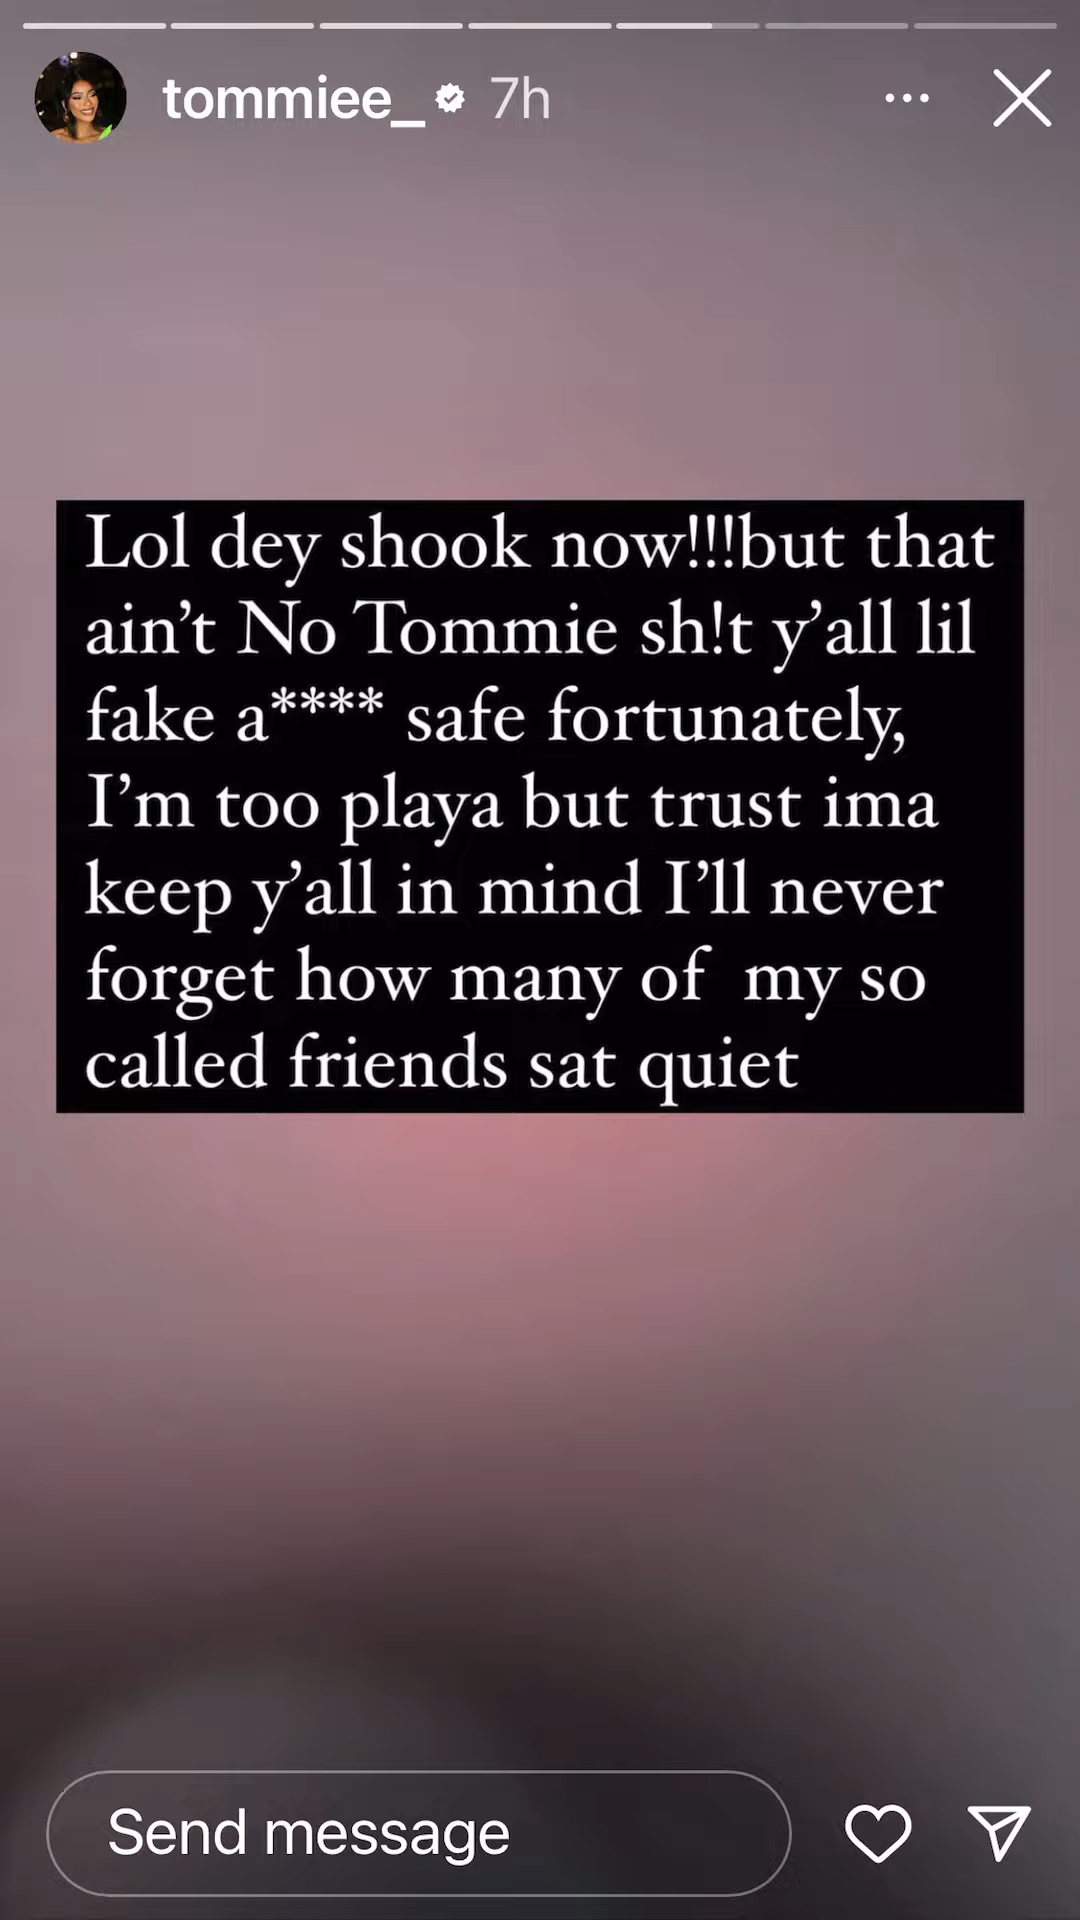 tommiee_ 7h
Lol dey shook now!!!but that
ain’t No Tommie sh!t y’all lil
fake a**** safe fortunately,
I’m too playa but trust ima
keep y’all in mind I’ll never
forget how many of  my so
called friends sat quiet
Send message